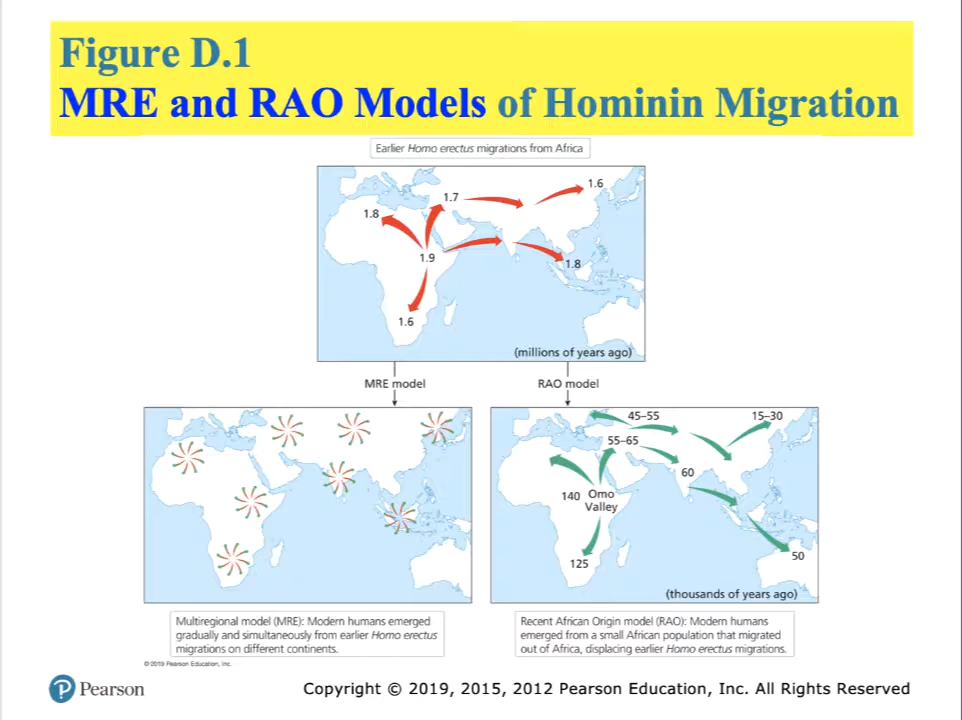 Figure D.1
MRE and RAO Models of Hominin Migration
Earlier Homo erectus migrations from Africa
1.6
1.7
1.8
1.9
1.8
1.6
(millions of years ago)
MRE model
RAO model
45–55
15–30
55–65
60
140 Omo
Valley
50
125
(thousands of years ago)
Multiregional model (MRE): Modern humans emerged
gradually and simultaneously from earlier Homo erectus
migrations on different continents.
Recent African Origin model (RAO): Modern humans
emerged from a small African population that migrated
out of Africa, displacing earlier Homo erectus migrations.
© 2019 Pearson Education, Inc.
P Pearson
Copyright © 2019, 2015, 2012 Pearson Education, Inc. All Rights Reserved